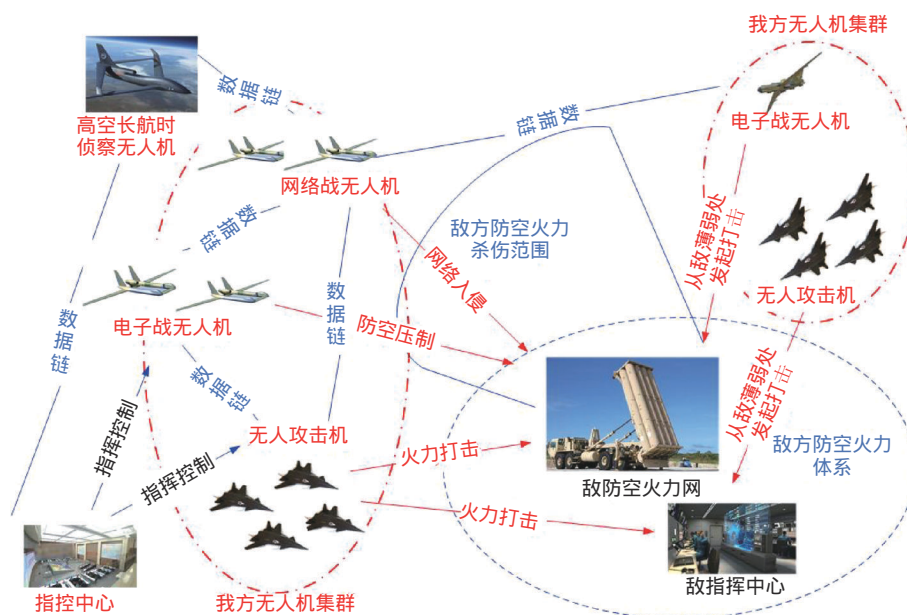 我方无人机集群
数据链
高空长航时
侦察无人机
数据链
电子战无人机
网络战无人机
数据链
敌方防空火力
杀伤范围
网络入侵
从敌薄弱处
发起打击
无人攻击机
电子战无人机
数据链
防空压制
数据链
数据链
指挥控制
指挥控制
无人攻击机
火力打击
从敌薄弱处
发起打击
敌方防空火力
体系
敌防空火力网
火力打击
指控中心
我方无人机集群
敌指挥中心